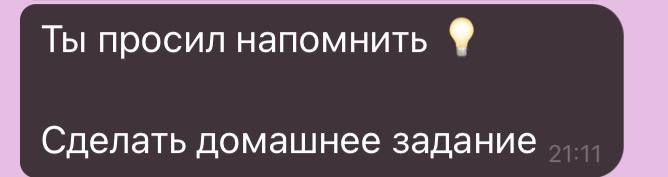 Ты просил напомнить 💡
Сделать домашнее задание
21:11